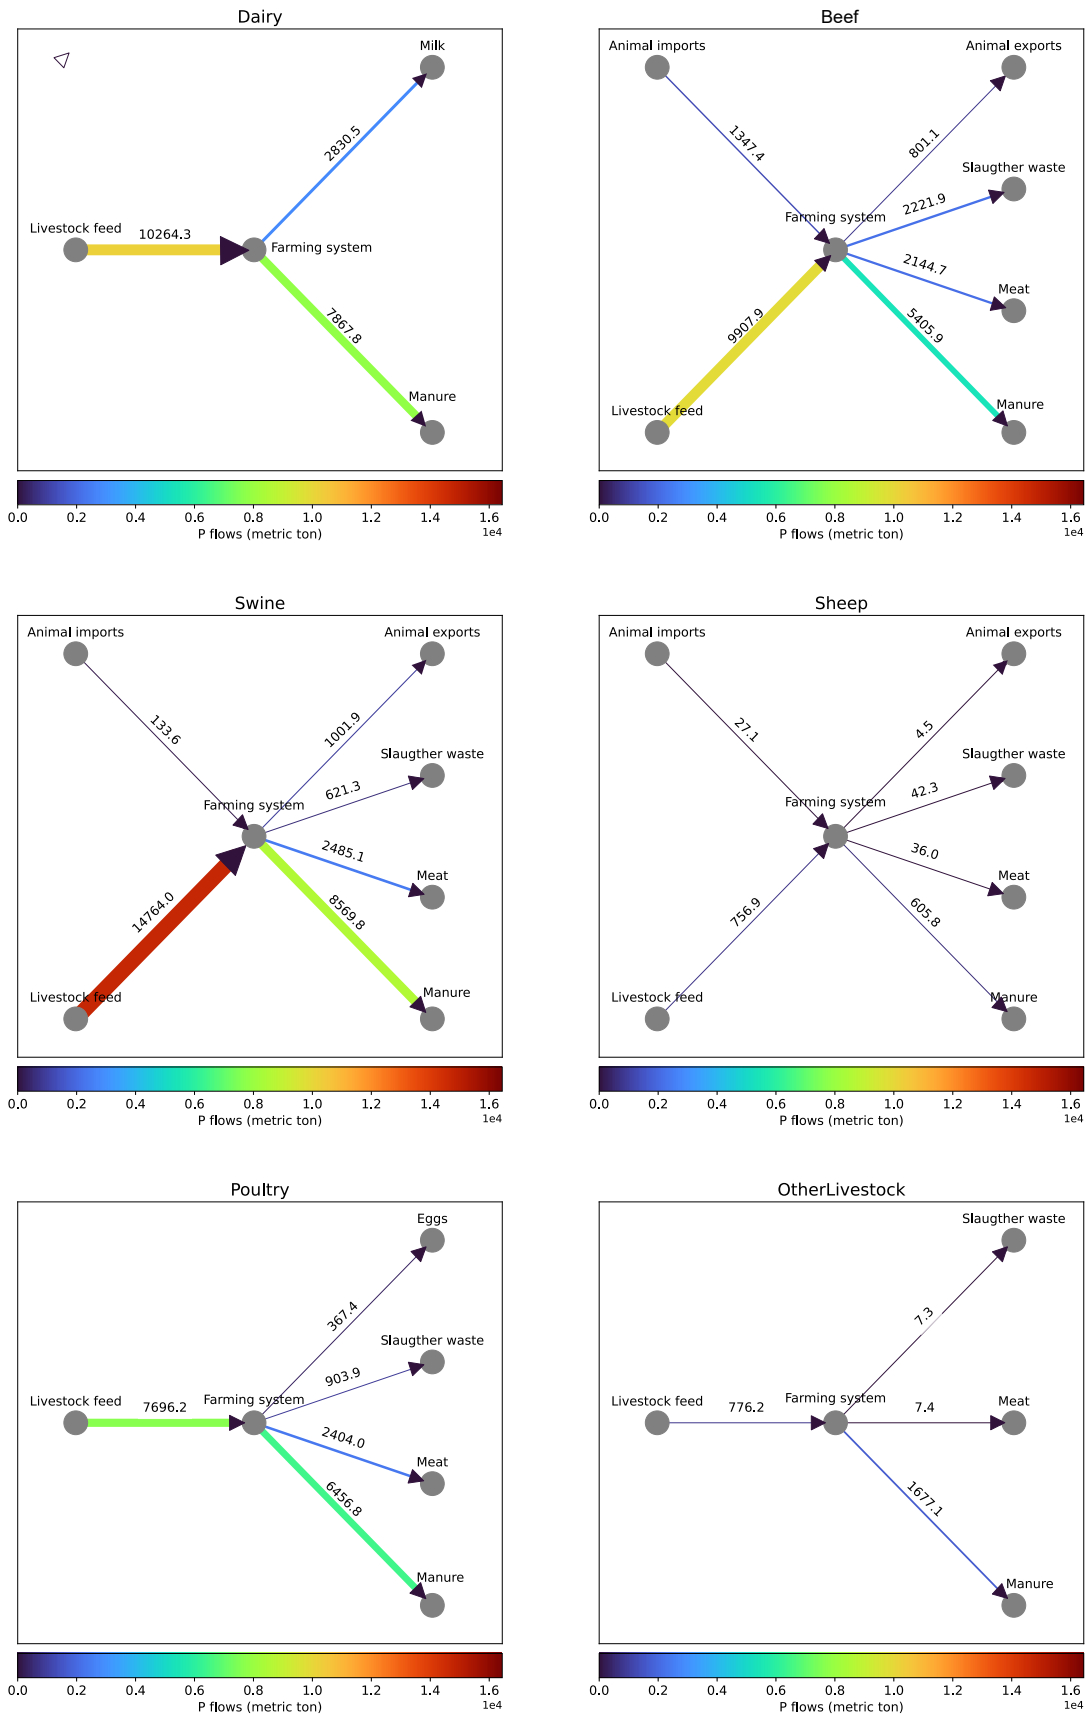 Dairy
Milk
2830.5
Livestock feed
10264.3
Farming system
7867.8
Manure
0.0 0.2 0.4 0.6 0.8 1.0 1.2 1.4 1.6
P flows (metric ton)
1e4
Beef
Animal imports
Animal exports
1347.4
801.1
Slaugther waste
Farming system
2221.9
2144.7
Meat
9907.9
5405.9
Livestock feed
Manure
0.0 0.2 0.4 0.6 0.8 1.0 1.2 1.4 1.6
P flows (metric ton)
1e4
Swine
Animal imports
Animal exports
133.6
1001.9
Slaugther waste
Farming system
621.3
2485.1
Meat
14764.0
8569.8
Livestock feed
Manure
0.0 0.2 0.4 0.6 0.8 1.0 1.2 1.4 1.6
P flows (metric ton)
1e4
Sheep
Animal imports
Animal exports
27.1
4.5
Slaugther waste
Farming system
42.3
36.0
Meat
756.9
605.8
Livestock feed
Manure
0.0 0.2 0.4 0.6 0.8 1.0 1.2 1.4 1.6
P flows (metric ton)
1e4
Poultry
Eggs
367.4
Slaugther waste
903.9
Livestock feed
7696.2
Farming system
2404.0
Meat
6456.8
Manure
0.0 0.2 0.4 0.6 0.8 1.0 1.2 1.4 1.6
P flows (metric ton)
1e4
OtherLivestock
Slaugther waste
7.3
Livestock feed
776.2
Farming system
7.4
Meat
1677.1
Manure
0.0 0.2 0.4 0.6 0.8 1.0 1.2 1.4 1.6
P flows (metric ton)
1e4